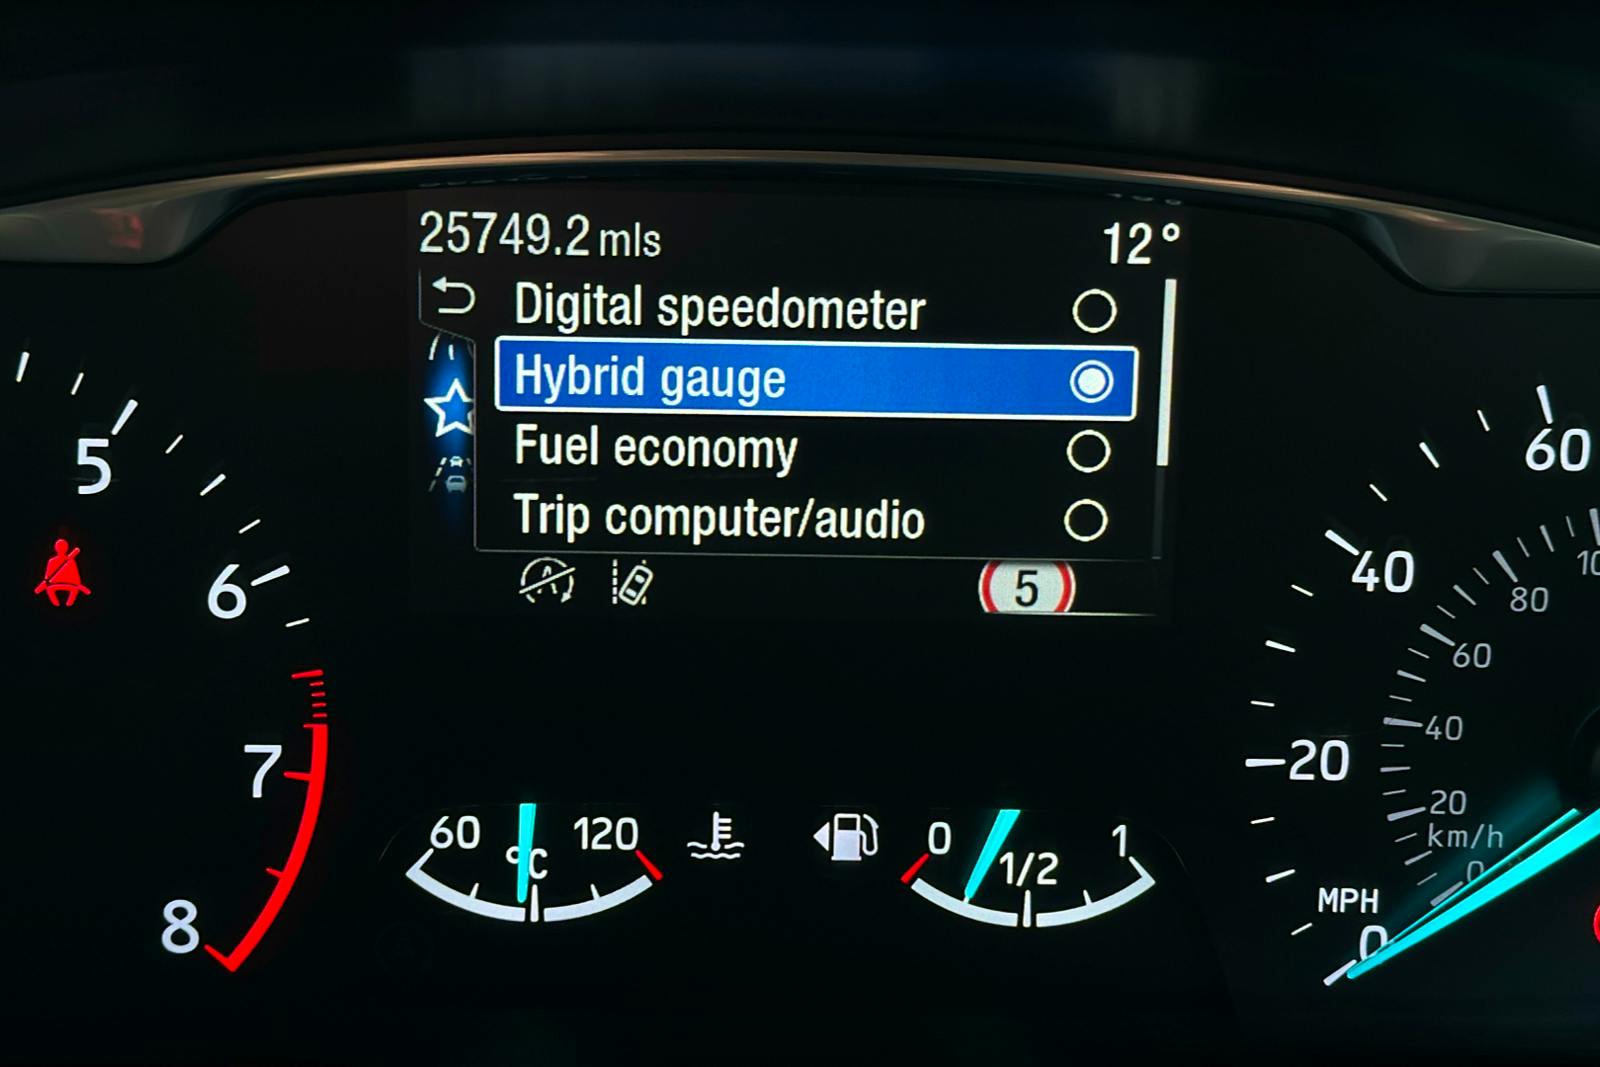 25749.2 mls
12°
Digital speedometer
Hybrid gauge
Fuel economy
Trip computer/audio
5
5
6
7
8
60
120
°C
0
1/2
1
60
40
20
MPH
0
80
60
40
20
km/h
0